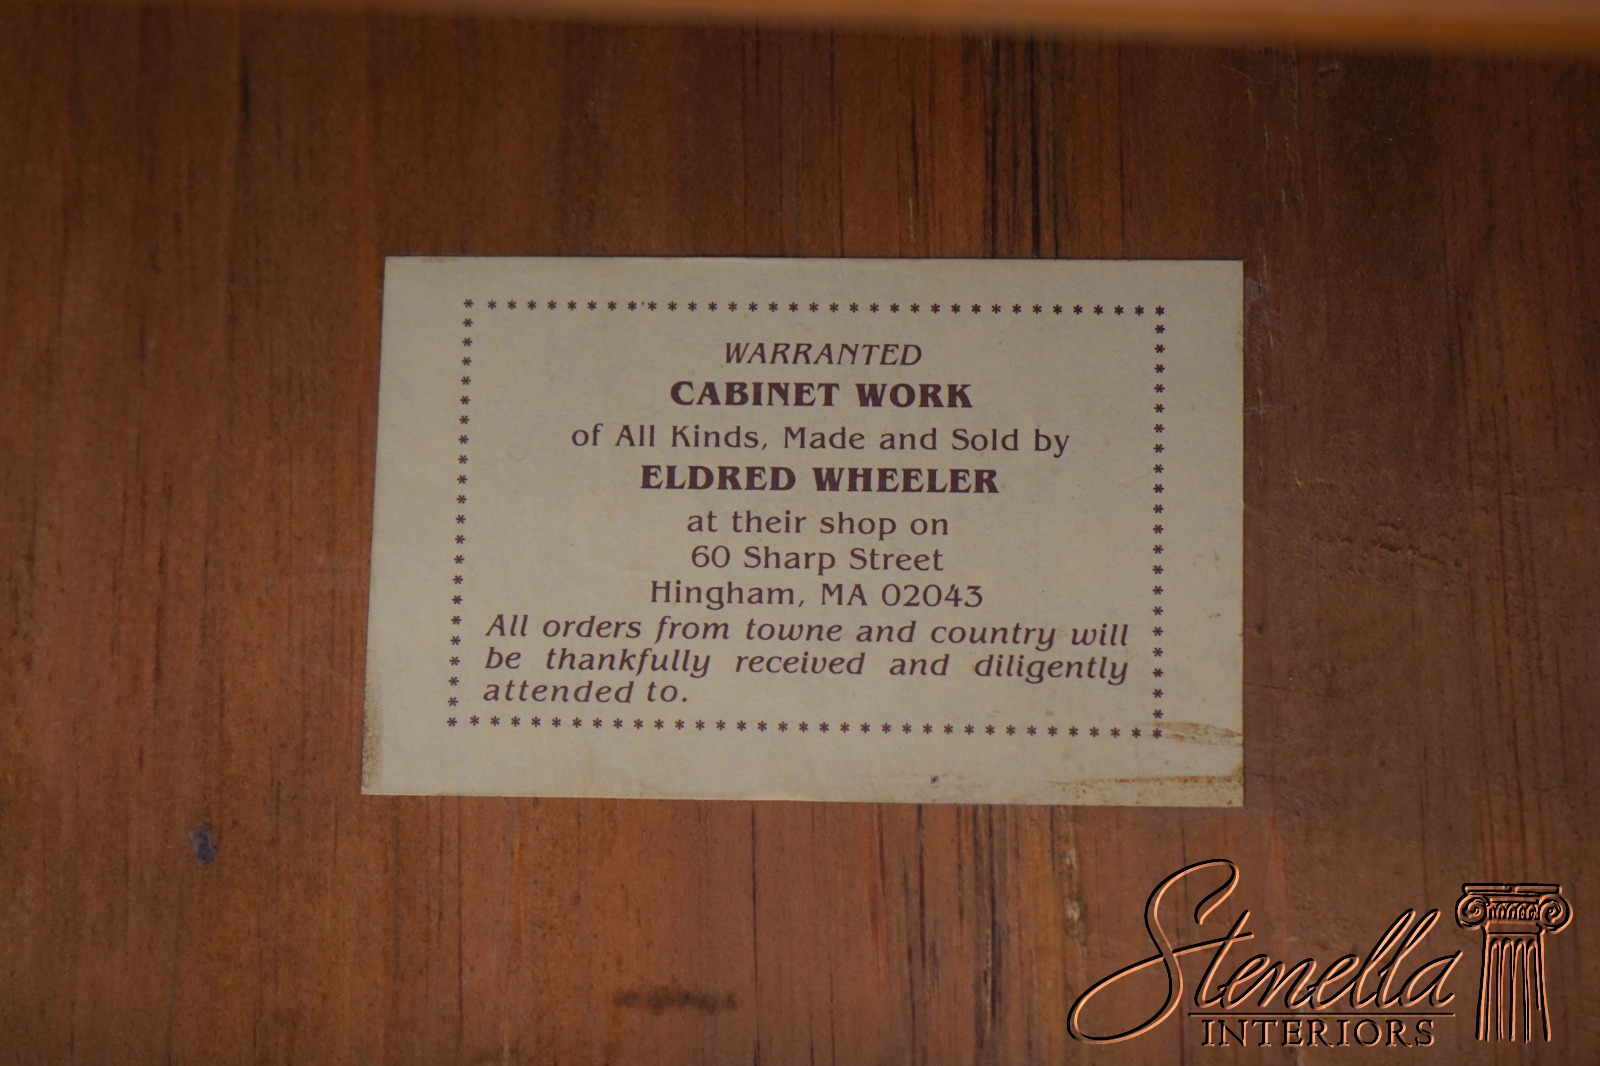 WARRANTED
CABINET WORK
of All Kinds, Made and Sold by
ELDRED WHEELER
at their shop on
60 Sharp Street
Hingham, MA 02043
All orders from towne and country will
be thankfully received and diligently
attended to.
Stenella
INTERIORS